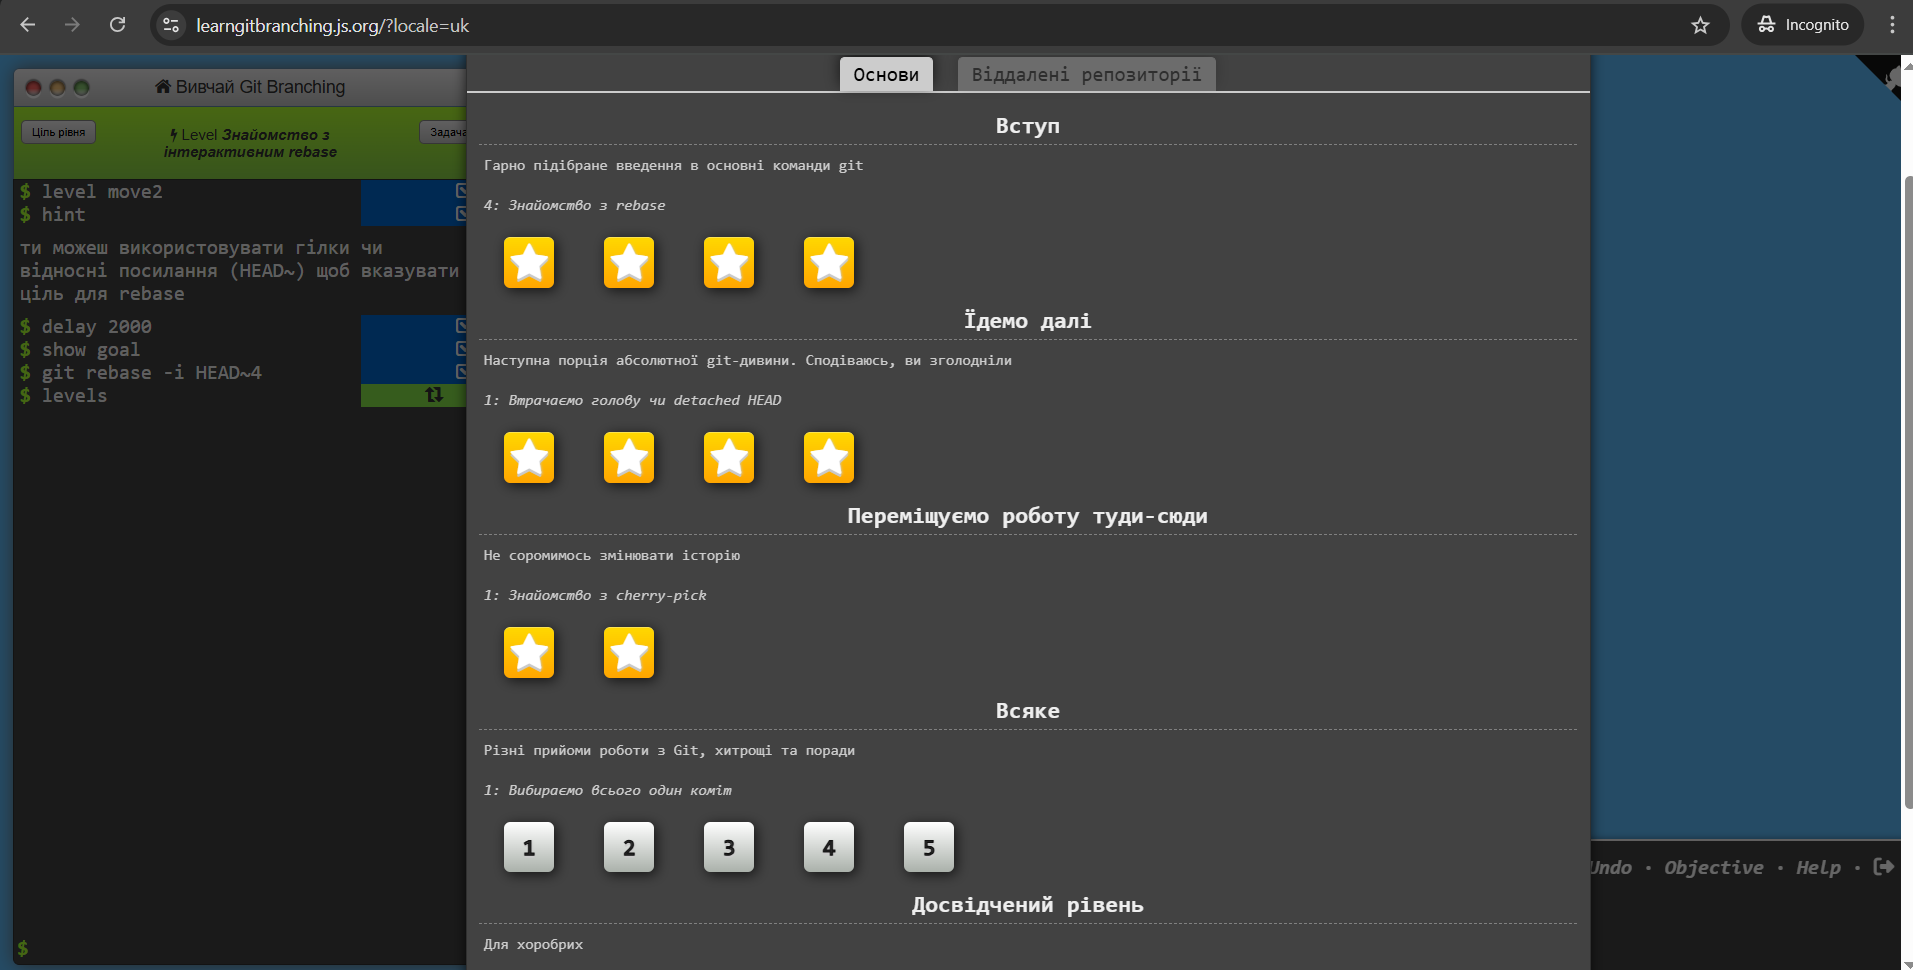 learngitbranching.js.org/?locale=uk
Incognito
Вивчай Git Branching
Ціль рівня
Level Знайомство з
інтерактивним rebase
Задача
$ level move2
$ hint
ти можеш використовувати гілки чи
відносні посилання (HEAD~) щоб вказувати
ціль для rebase
$ delay 2000
$ show goal
$ git rebase -i HEAD~4
$ levels
$
Основи
Віддалені репозиторії
Вступ
Гарно підібране введення в основні команди git
4: Знайомство з rebase
Їдемо далі
Наступна порція абсолютної git-дивини. Сподіваюсь, ви зголодніли
1: Втрачаємо голову чи detached HEAD
Переміщуємо роботу туди-сюди
Не соромимось змінювати історію
1: Знайомство з cherry-pick
Всяке
Різні прийоми роботи з Git, хитрощі та поради
1: Вибираємо всього один коміт
1 2 3 4 5
Досвідчений рівень
Для хоробрих
Undo · Objective · Help ·